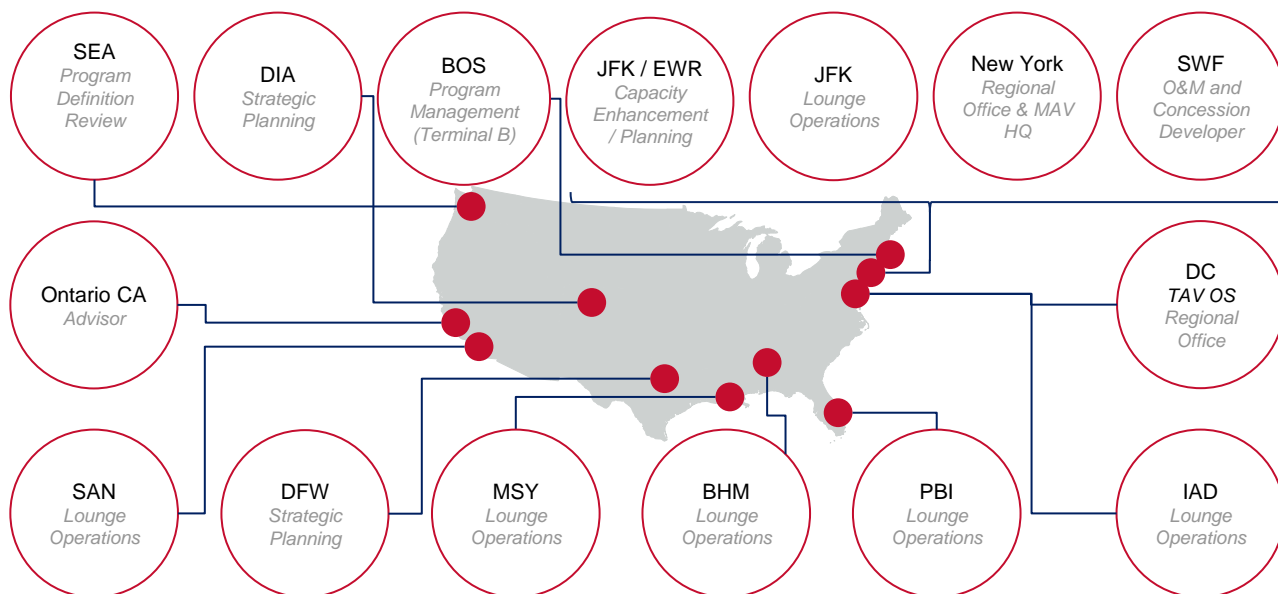 SEA
Program
Definition
Review
DIA
Strategic
Planning
BOS
Program
Management
(Terminal B)
JFK / EWR
Capacity
Enhancement
/ Planning
JFK
Lounge
Operations
New York
Regional
Office & MAV
HQ
SWF
O&M and
Concession
Developer
Ontario CA
Advisor
DC
TAV OS
Regional
Office
SAN
Lounge
Operations
DFW
Strategic
Planning
MSY
Lounge
Operations
BHM
Lounge
Operations
PBI
Lounge
Operations
IAD
Lounge
Operations